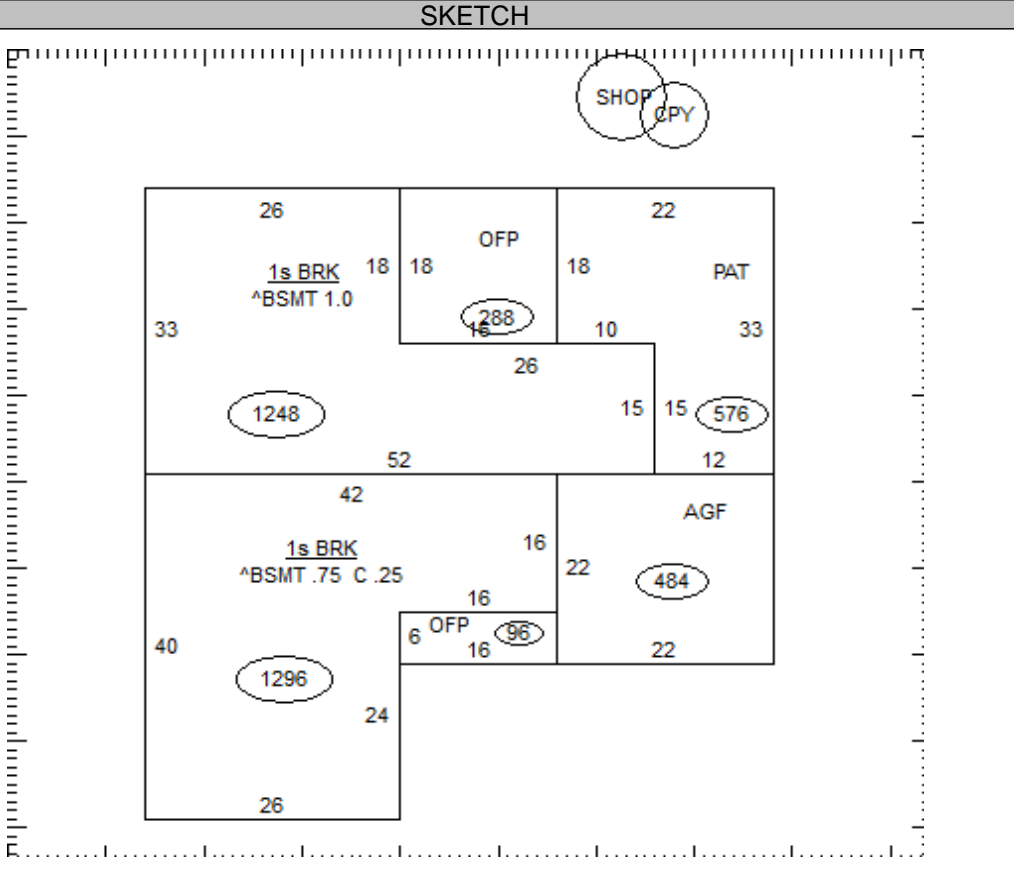 SKETCH
SHOP
CPY
26
22
OFP
18 18 18
1s BRK
PAT
^BSMT 1.0
288
16
33
10
33
26
1248
15 15
576
52
12
42
AGF
16
1s BRK
22
^BSMT .75 C .25
484
16
OFP
96
6
16
22
40
1296
24
26